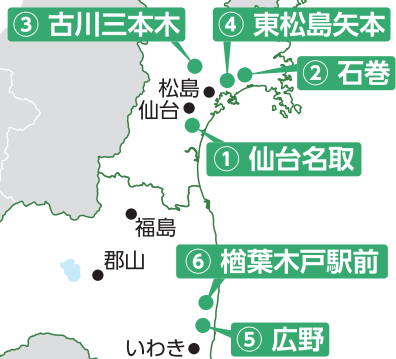 ③ 古川三本木
④ 東松島矢本
② 石巻
松島
仙台
① 仙台名取
福島
郡山
⑥ 楢葉木戸駅前
⑤ 広野
いわき